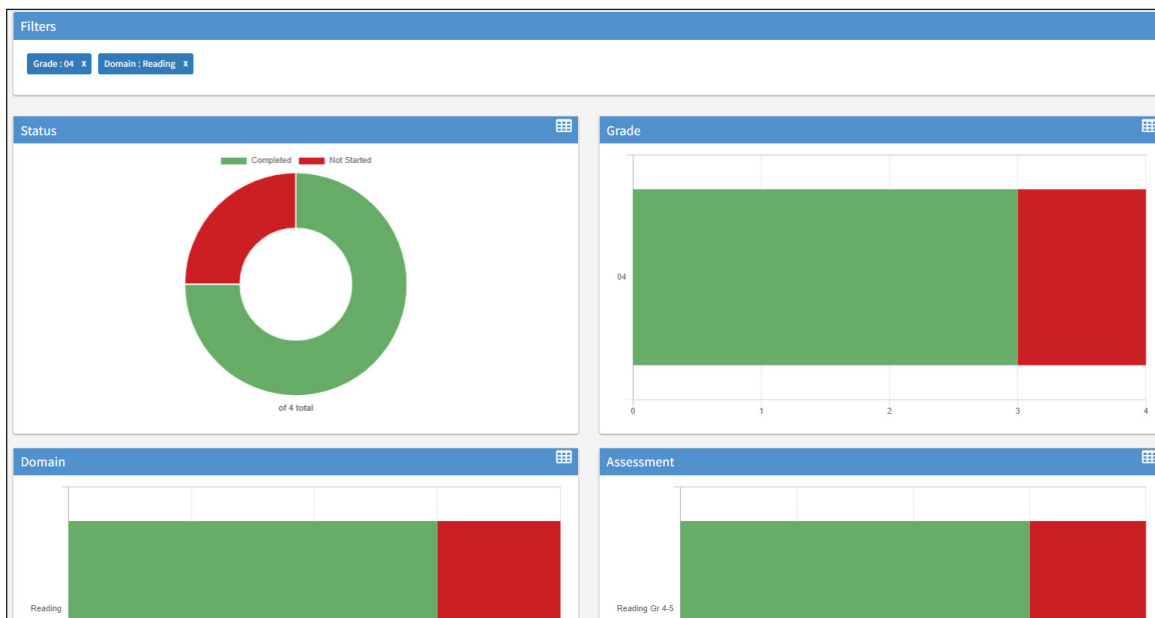 Filters
Grade : 04 x Domain : Reading x
Status
Completed Not Started
of 4 total
Grade
04
0 1 2 3 4
Domain
Reading
Assessment
Reading Gr 4-5